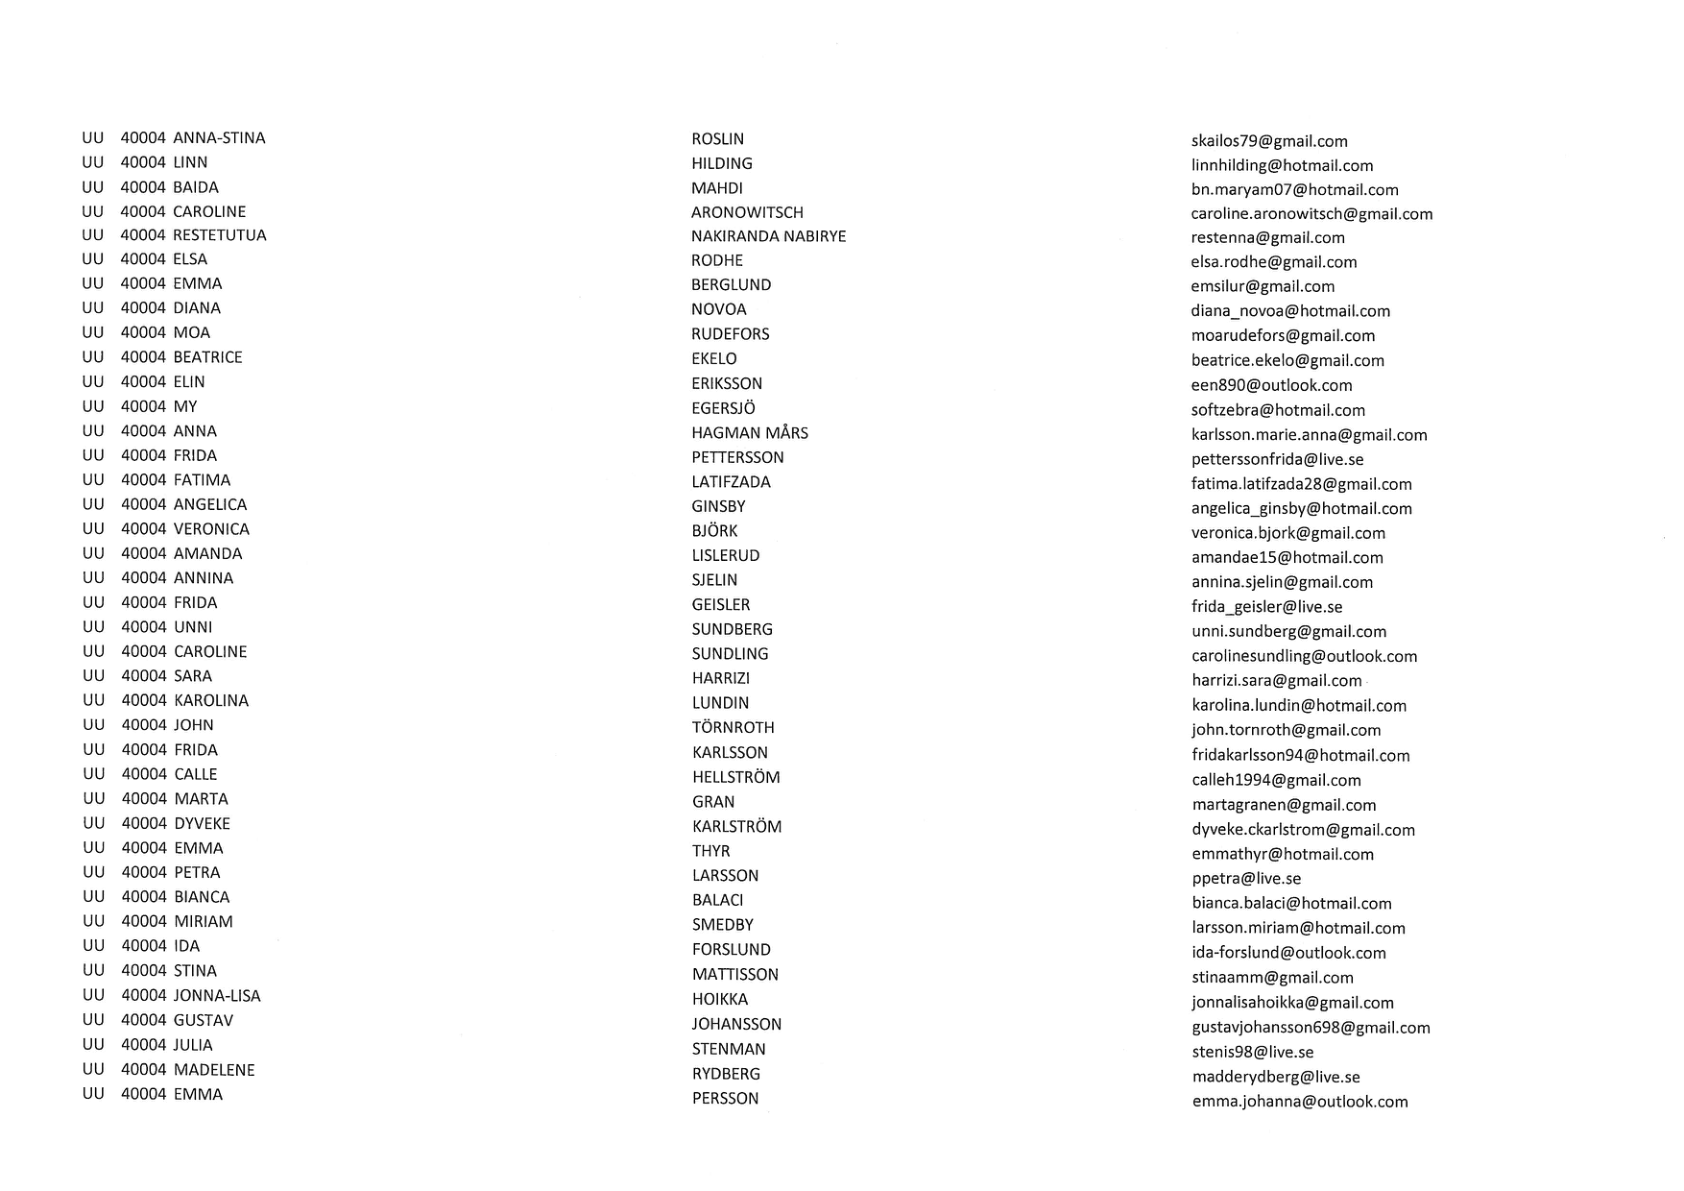 UU 40004 ANNA-STINA ROSLIN skailos79@gmail.com
UU 40004 LINN HILDING linnhilding@hotmail.com
UU 40004 BAIDA MAHDI bn.maryam07@hotmail.com
UU 40004 CAROLINE ARONOWITSCH caroline.aronowitsch@gmail.com
UU 40004 RESTETUTUA NAKIRANDA NABIRYE restenna@gmail.com
UU 40004 ELSA RODHE elsa.rodhe@gmail.com
UU 40004 EMMA BERGLUND emsilur@gmail.com
UU 40004 DIANA NOVOA diana_novoa@hotmail.com
UU 40004 MOA RUDEFORS moarudefors@gmail.com
UU 40004 BEATRICE EKELO beatrice.ekelo@gmail.com
UU 40004 ELIN ERIKSSON een890@outlook.com
UU 40004 MY EGERSJÖ softzebra@hotmail.com
UU 40004 ANNA HAGMAN MÅRS karlsson.marie.anna@gmail.com
UU 40004 FRIDA PETTERSSON petterssonfrida@live.se
UU 40004 FATIMA LATIFZADA fatima.latifzada28@gmail.com
UU 40004 ANGELICA GINSBY angelica_ginsby@hotmail.com
UU 40004 VERONICA BJÖRK veronica.bjork@gmail.com
UU 40004 AMANDA LISLERUD amandae15@hotmail.com
UU 40004 ANNINA SJELIN annina.sjelin@gmail.com
UU 40004 FRIDA GEISLER frida_geisler@live.se
UU 40004 UNNI SUNDBERG unni.sundberg@gmail.com
UU 40004 CAROLINE SUNDLING carolinesundling@outlook.com
UU 40004 SARA HARRIZI harrizi.sara@gmail.com
UU 40004 KAROLINA LUNDIN karolina.lundin@hotmail.com
UU 40004 JOHN TÖRNROTH john.tornroth@gmail.com
UU 40004 FRIDA KARLSSON fridakarlsson94@hotmail.com
UU 40004 CALLE HELLSTRÖM calleh1994@gmail.com
UU 40004 MARTA GRAN martagranen@gmail.com
UU 40004 DYVEKE KARLSTRÖM dyveke.ckarlstrom@gmail.com
UU 40004 EMMA THYR emmathyr@hotmail.com
UU 40004 PETRA LARSSON ppetra@live.se
UU 40004 BIANCA BALACI bianca.balaci@hotmail.com
UU 40004 MIRIAM SMEDBY larsson.miriam@hotmail.com
UU 40004 IDA FORSLUND ida-forslund@outlook.com
UU 40004 STINA MATTISSON stinaamm@gmail.com
UU 40004 JONNA-LISA HOIKKA jonnalisahoikka@gmail.com
UU 40004 GUSTAV JOHANSSON gustavjohansson698@gmail.com
UU 40004 JULIA STENMAN stenis98@live.se
UU 40004 MADELENE RYDBERG madderydberg@live.se
UU 40004 EMMA PERSSON emma.johanna@outlook.com